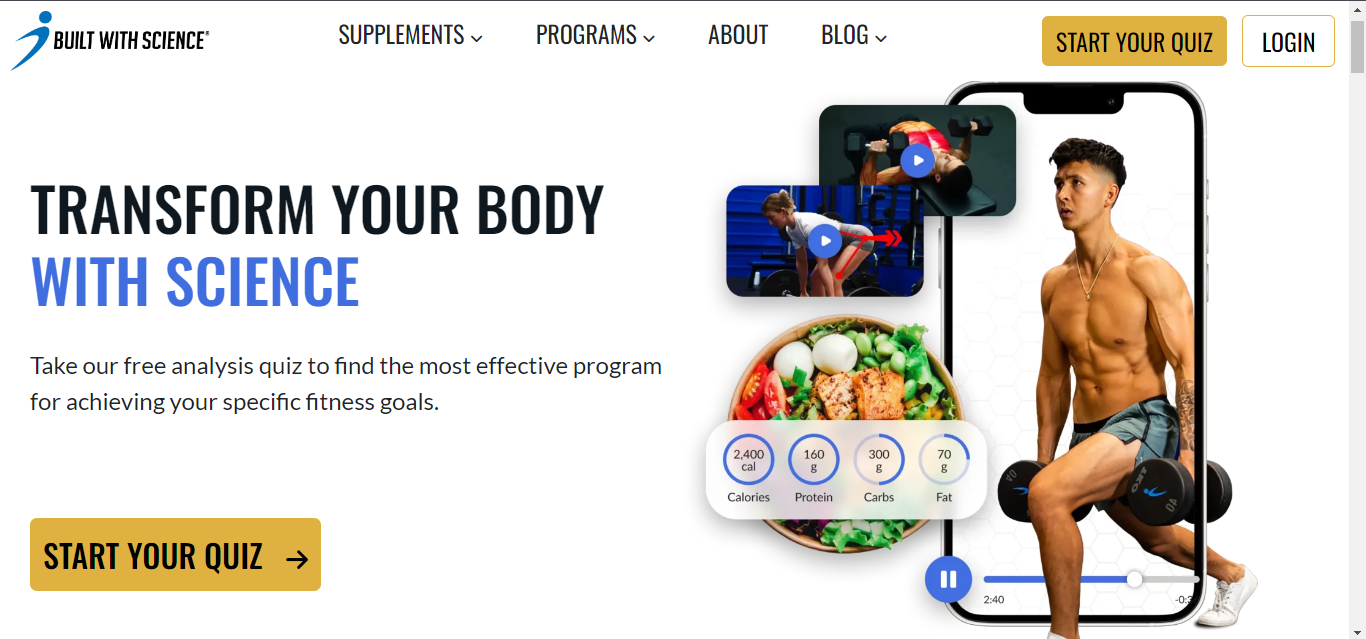 BUILT WITH SCIENCE®
SUPPLEMENTS
PROGRAMS
ABOUT
BLOG
START YOUR QUIZ
LOGIN
TRANSFORM YOUR BODY
WITH SCIENCE
Take our free analysis quiz to find the most effective program
for achieving your specific fitness goals.
START YOUR QUIZ →
2,400
cal
Calories
160
g
Protein
300
g
Carbs
70
g
Fat
40
40
2:40